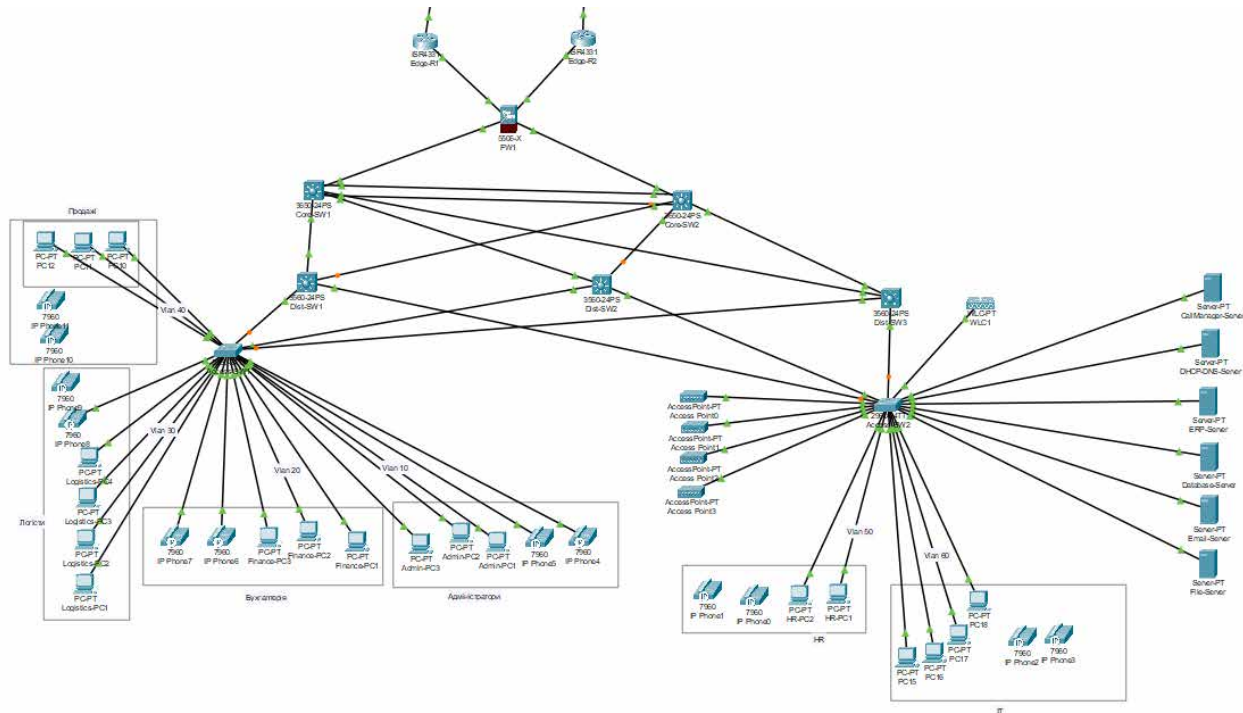 ISR4331
Edge-R1
ISR4331
Edge-R2
5506-X
FW1
3650-24PS
Core-SW1
3650-24PS
Core-SW2
3560-24PS
Dist-SW1
3560-24PS
Dist-SW2
3560-24PS
Dist-SW3
WLC-PT
WLC1
Продажі
PC-PT
PC12
PC-PT
PC11
PC-PT
PC10
7960
IP Phone11
7960
IP Phone10
Vlan 40
7960
IP Phone9
7960
IP Phone8
Vlan 30
PC-PT
Logistics-PC4
PC-PT
Logistics-PC3
PC-PT
Logistics-PC2
PC-PT
Logistics-PC1
Логісти
Vlan 20
7960
IP Phone7
7960
IP Phone6
PC-PT
Finance-PC3
PC-PT
Finance-PC2
PC-PT
Finance-PC1
Бухгалтерія
Vlan 10
PC-PT
Admin-PC3
PC-PT
Admin-PC2
PC-PT
Admin-PC1
7960
IP Phone5
7960
IP Phone4
Адміністратори
AccessPoint-PT
Access Point0
AccessPoint-PT
Access Point1
AccessPoint-PT
AccessPoint-PT
Access Point3
Access-SW2
Server-PT
CallManager-Server
Server-PT
DHCP-DNS-Server
Server-PT
ERP-Server
Server-PT
Database-Server
Server-PT
Email-Server
Server-PT
File-Server
Vlan 50
7960
IP Phone1
7960
IP Phone0
PC-PT
HR-PC2
PC-PT
HR-PC1
HR
Vlan 60
PC-PT
PC18
PC-PT
PC17
PC-PT
PC16
PC-PT
PC15
7960
IP Phone2
7960
IP Phone3
IT